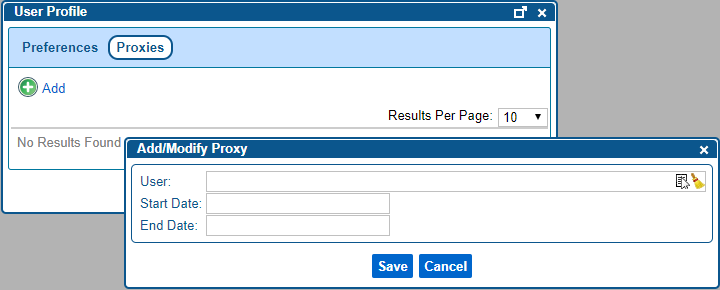 User Profile
Preferences Proxies
Add
Results Per Page: 10
No Results Found
Add/Modify Proxy
User:
Start Date:
End Date:
Save Cancel